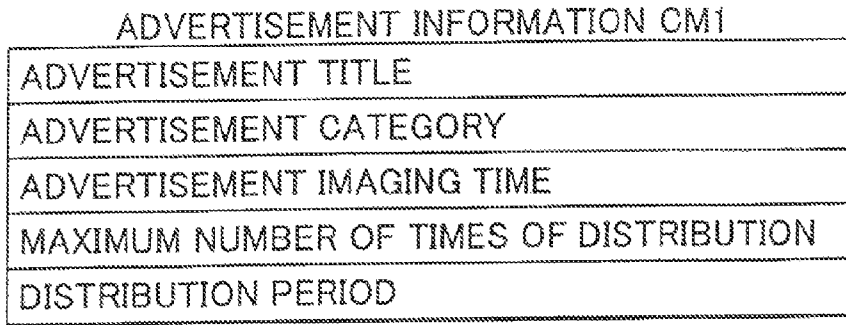 ADVERTISEMENT INFORMATION CM1
ADVERTISEMENT TITLE
ADVERTISEMENT CATEGORY
ADVERTISEMENT IMAGING TIME
MAXIMUM NUMBER OF TIMES OF DISTRIBUTION
DISTRIBUTION PERIOD